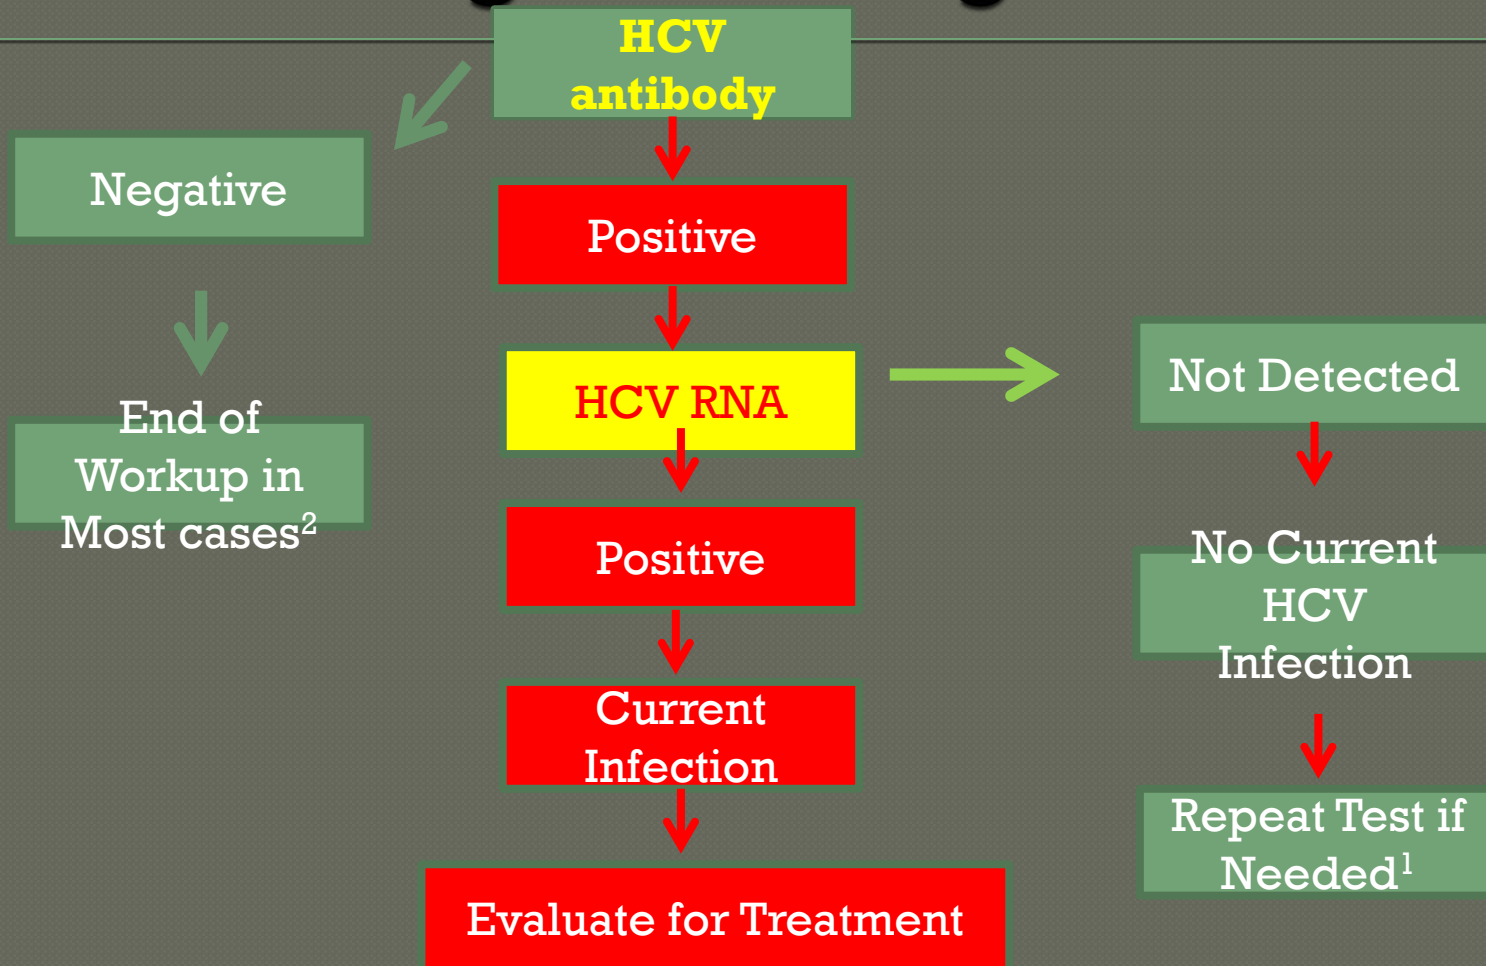 HCV
antibody
Negative
Positive
End of
Workup in
Most cases²
HCV RNA
Not Detected
Positive
No Current
HCV
Infection
Current
Infection
Repeat Test if
Needed¹
Evaluate for Treatment